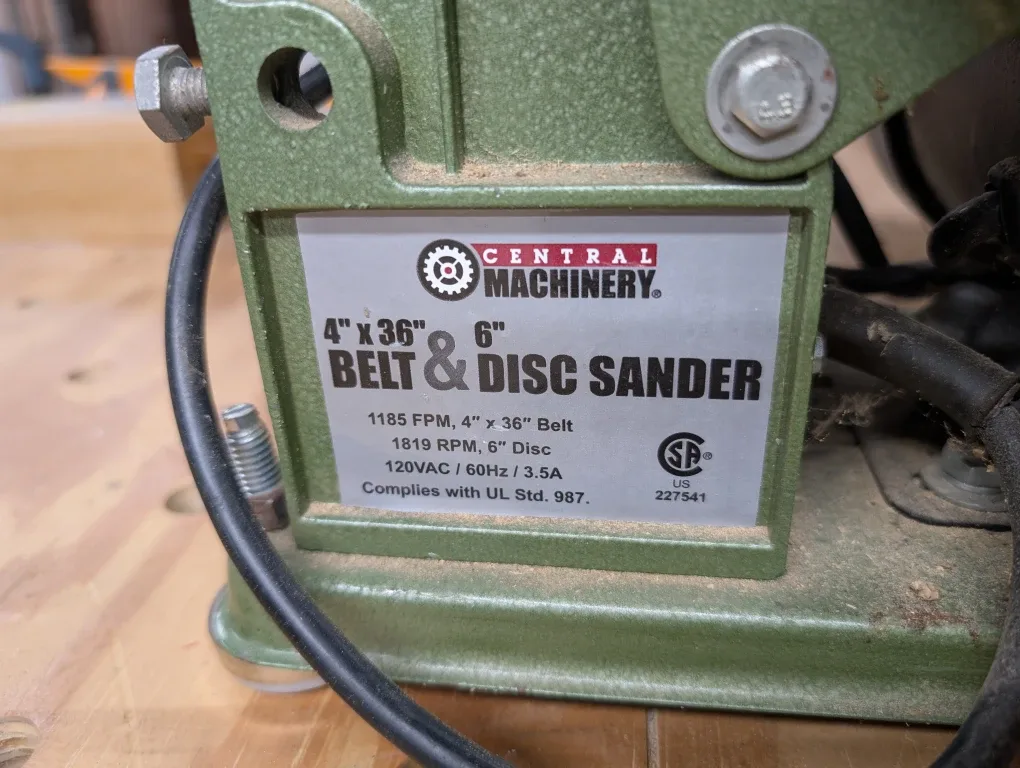 CENTRAL
MACHINERY®
4" x 36" & 6"
BELT DISC SANDER
1185 FPM, 4" x 36" Belt
1819 RPM, 6" Disc
120VAC / 60Hz / 3.5A
Complies with UL Std. 987.
SA®
US
227541